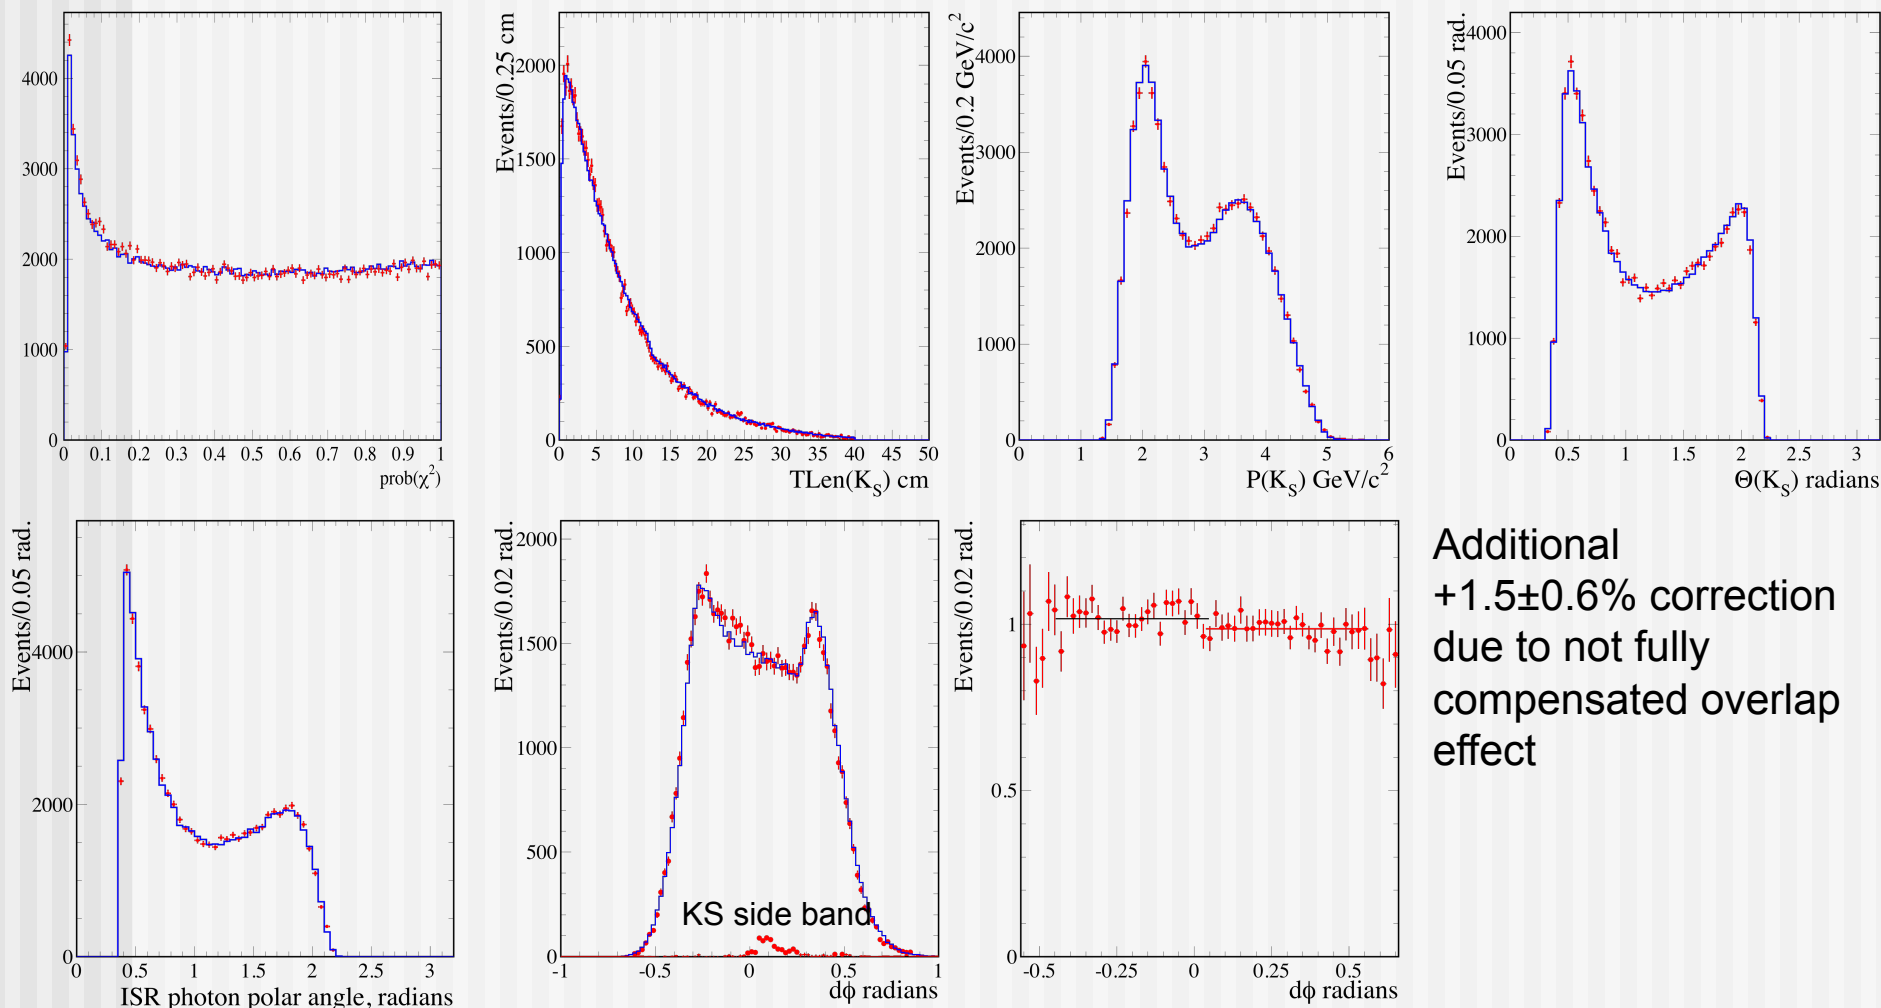 Events/0.25 cm
Events/0.2 GeV/c²
Events/0.05 rad.
4000
3000
2000
1000
0
0 0.1 0.2 0.3 0.4 0.5 0.6 0.7 0.8 0.9 1
prob(χ²)
2000
1500
1000
500
0
0 5 10 15 20 25 30 35 40 45 50
TLen(K_S) cm
4000
3000
2000
1000
0
0 1 2 3 4 5 6
P(K_S) GeV/c²
4000
3000
2000
1000
0
0 0.5 1 1.5 2 2.5 3
Θ(K_S) radians
Events/0.05 rad.
4000
2000
0
0 0.5 1 1.5 2 2.5 3
ISR photon polar angle, radians
Events/0.02 rad.
2000
1500
1000
500
0
KS side band
-1 -0.5 0 0.5 1
dϕ radians
Events/0.02 rad.
1
0.5
0
-0.5 -0.25 0 0.25 0.5
dϕ radians
Additional
+1.5±0.6% correction
due to not fully
compensated overlap
effect